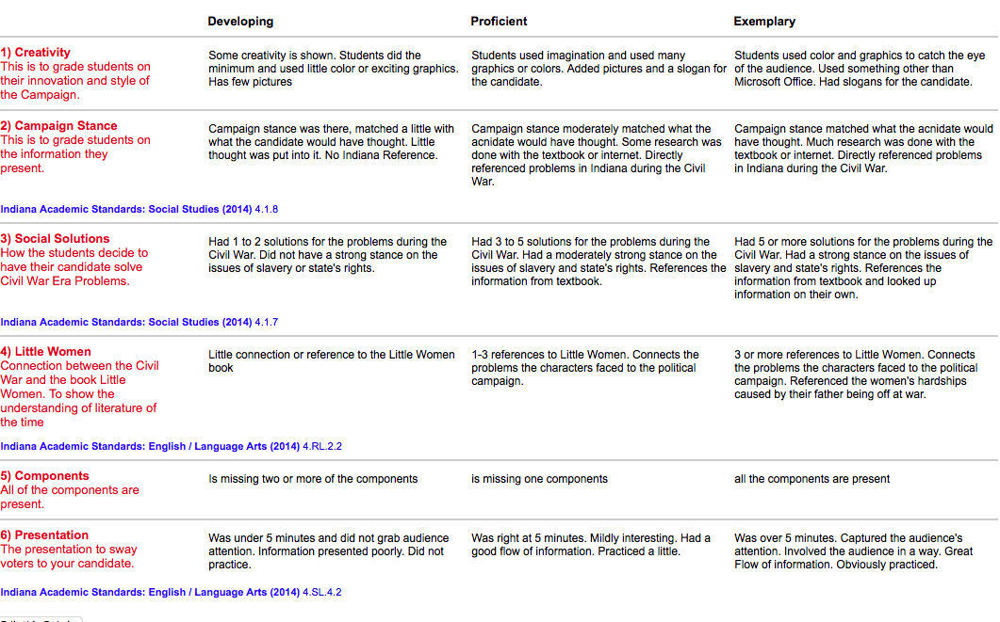 Developing Proficient Exemplary
1) Creativity
This is to grade students on
their innovation and style of
the Campaign.
Some creativity is shown. Students did the
minimum and used little color or exciting graphics.
Has few pictures
Students used imagination and used many
graphics or colors. Added pictures and a slogan for
the candidate.
Students used color and graphics to catch the eye
of the audience. Used something other than
Microsoft Office. Had slogans for the candidate.
2) Campaign Stance
This is to grade students on
the information they
present.
Campaign stance was there, matched a little with
what the candidate would have thought. Little
thought was put into it. No Indiana Reference.
Campaign stance moderately matched what the
acnidate would have thought. Some research was
done with the textbook or internet. Directly
referenced problems in Indiana during the Civil
War.
Campaign stance matched what the acnidate would
have thought. Much research was done with the
textbook or internet. Directly referenced problems
in Indiana during the Civil War.
Indiana Academic Standards: Social Studies (2014) 4.1.8
3) Social Solutions
How the students decide to
have their candidate solve
Civil War Era Problems.
Had 1 to 2 solutions for the problems during the
Civil War. Did not have a strong stance on the
issues of slavery or state's rights.
Had 3 to 5 solutions for the problems during the
Civil War. Had a moderately strong stance on the
issues of slavery and state's rights. References the
information from textbook.
Had 5 or more solutions for the problems during the
Civil War. Had a strong stance on the issues of
slavery and state's rights. References the
information from textbook and looked up
information on their own.
Indiana Academic Standards: Social Studies (2014) 4.1.7
4) Little Women
Connection between the Civil
War and the book Little
Women. To show the
understanding of literature of
the time
Little connection or reference to the Little Women
book
1-3 references to Little Women. Connects the
problems the characters faced to the political
campaign.
3 or more references to Little Women. Connects
the problems the characters faced to the political
campaign. Referenced the women's hardships
caused by their father being off at war.
Indiana Academic Standards: English / Language Arts (2014) 4.RL.2.2
5) Components
All of the components are
present.
Is missing two or more of the components
is missing one components
all the components are present
6) Presentation
The presentation to sway
voters to your candidate.
Was under 5 minutes and did not grab audience
attention. Information presented poorly. Did not
practice.
Was right at 5 minutes. Mildly interesting. Had a
good flow of information. Practiced a little.
Was over 5 minutes. Captured the audience's
attention. Involved the audience in a way. Great
Flow of information. Obviously practiced.
Indiana Academic Standards: English / Language Arts (2014) 4.SL.4.2